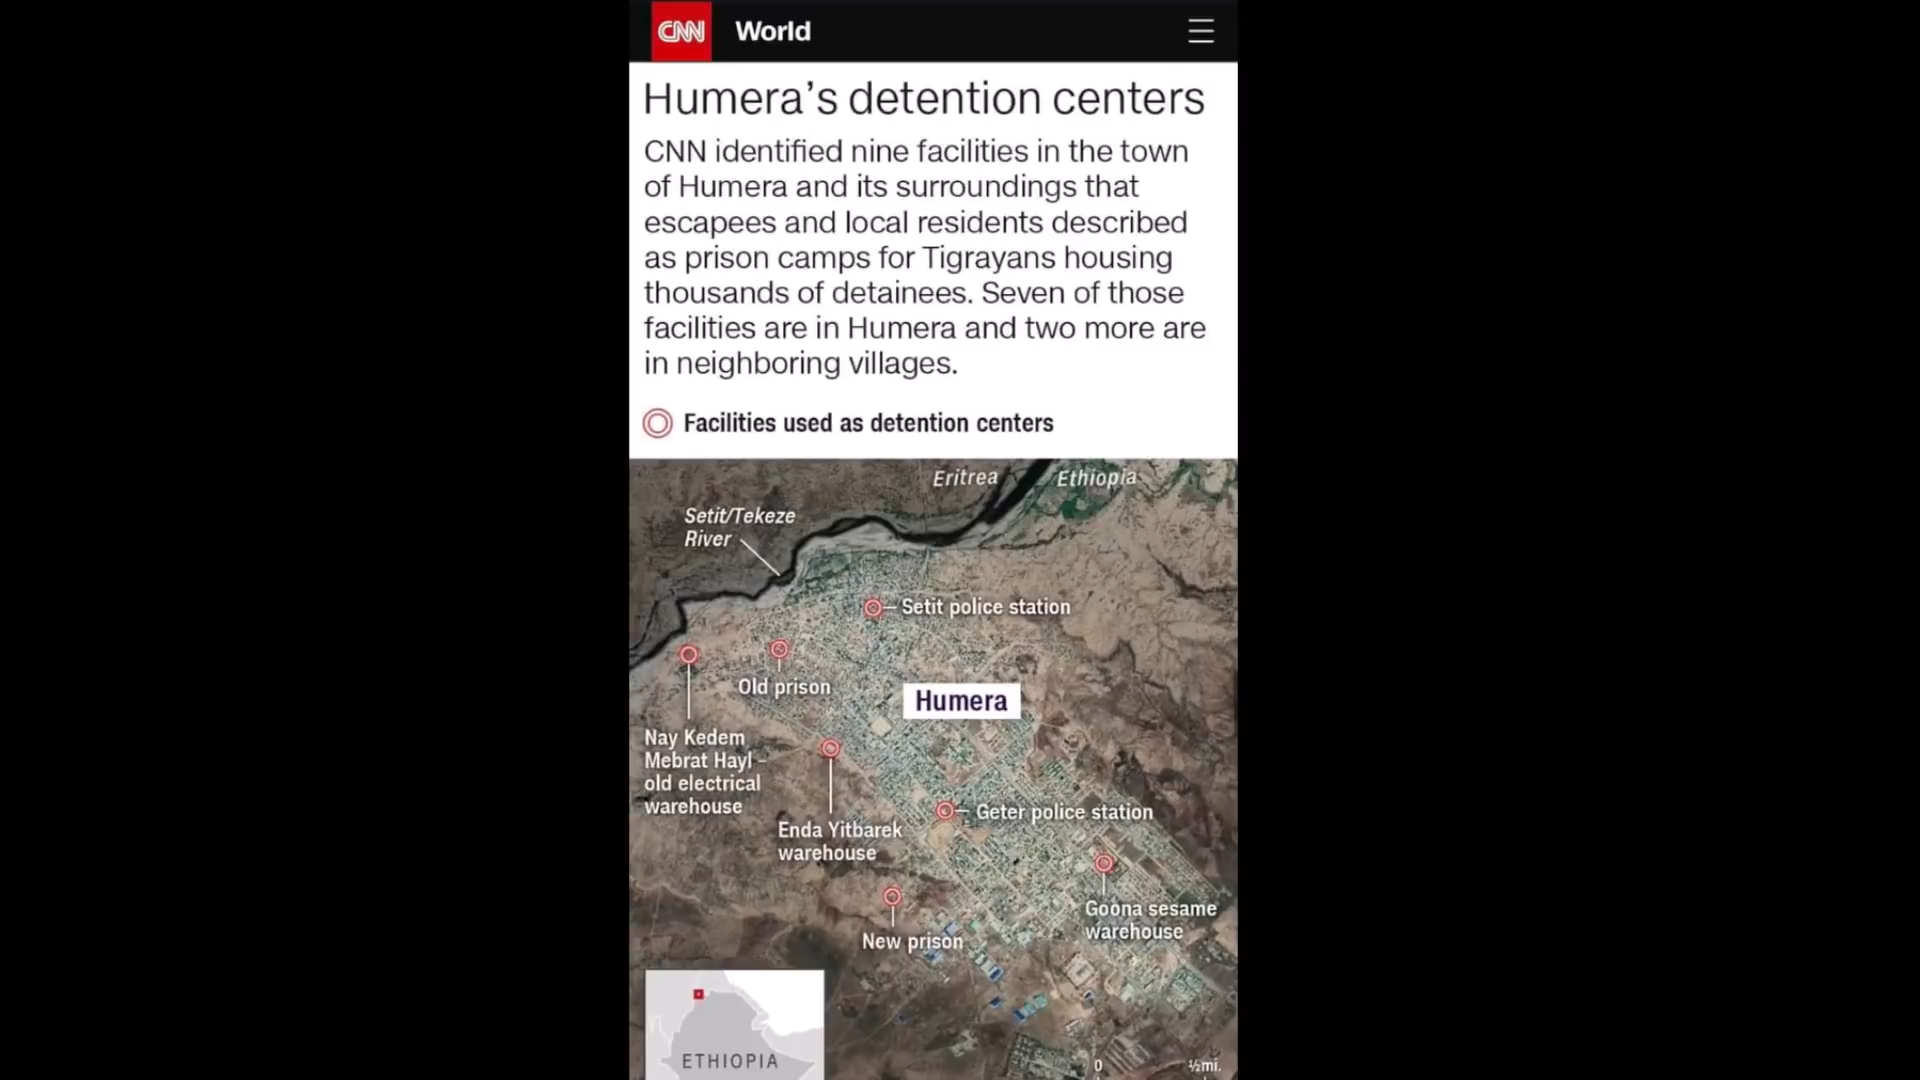 CNN World
Humera’s detention centers
CNN identified nine facilities in the town
of Humera and its surroundings that
escapees and local residents described
as prison camps for Tigrayans housing
thousands of detainees. Seven of those
facilities are in Humera and two more are
in neighboring villages.
Facilities used as detention centers
Eritrea
Ethiopia
Setit/Tekeze
River
Setit police station
Old prison
Humera
Nay Kedem
Mebrat Hayl –
old electrical
warehouse
Enda Yitbarek
warehouse
Geter police station
Goona sesame
warehouse
New prison
ETHIOPIA
0
½mi.